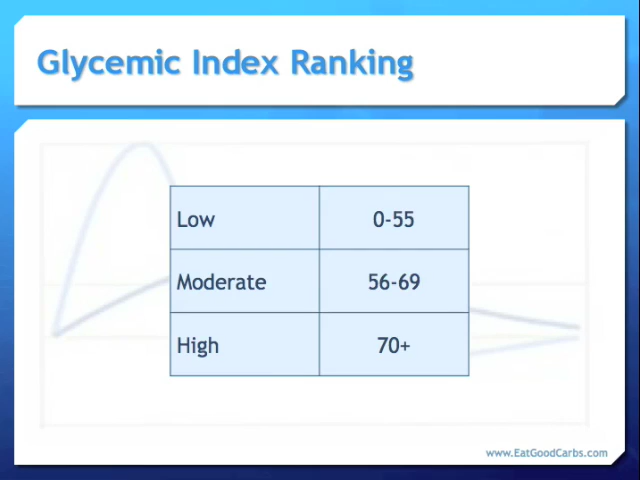 Glycemic Index Ranking
Low 0-55
Moderate 56-69
High 70+
www.EatGoodCarbs.com